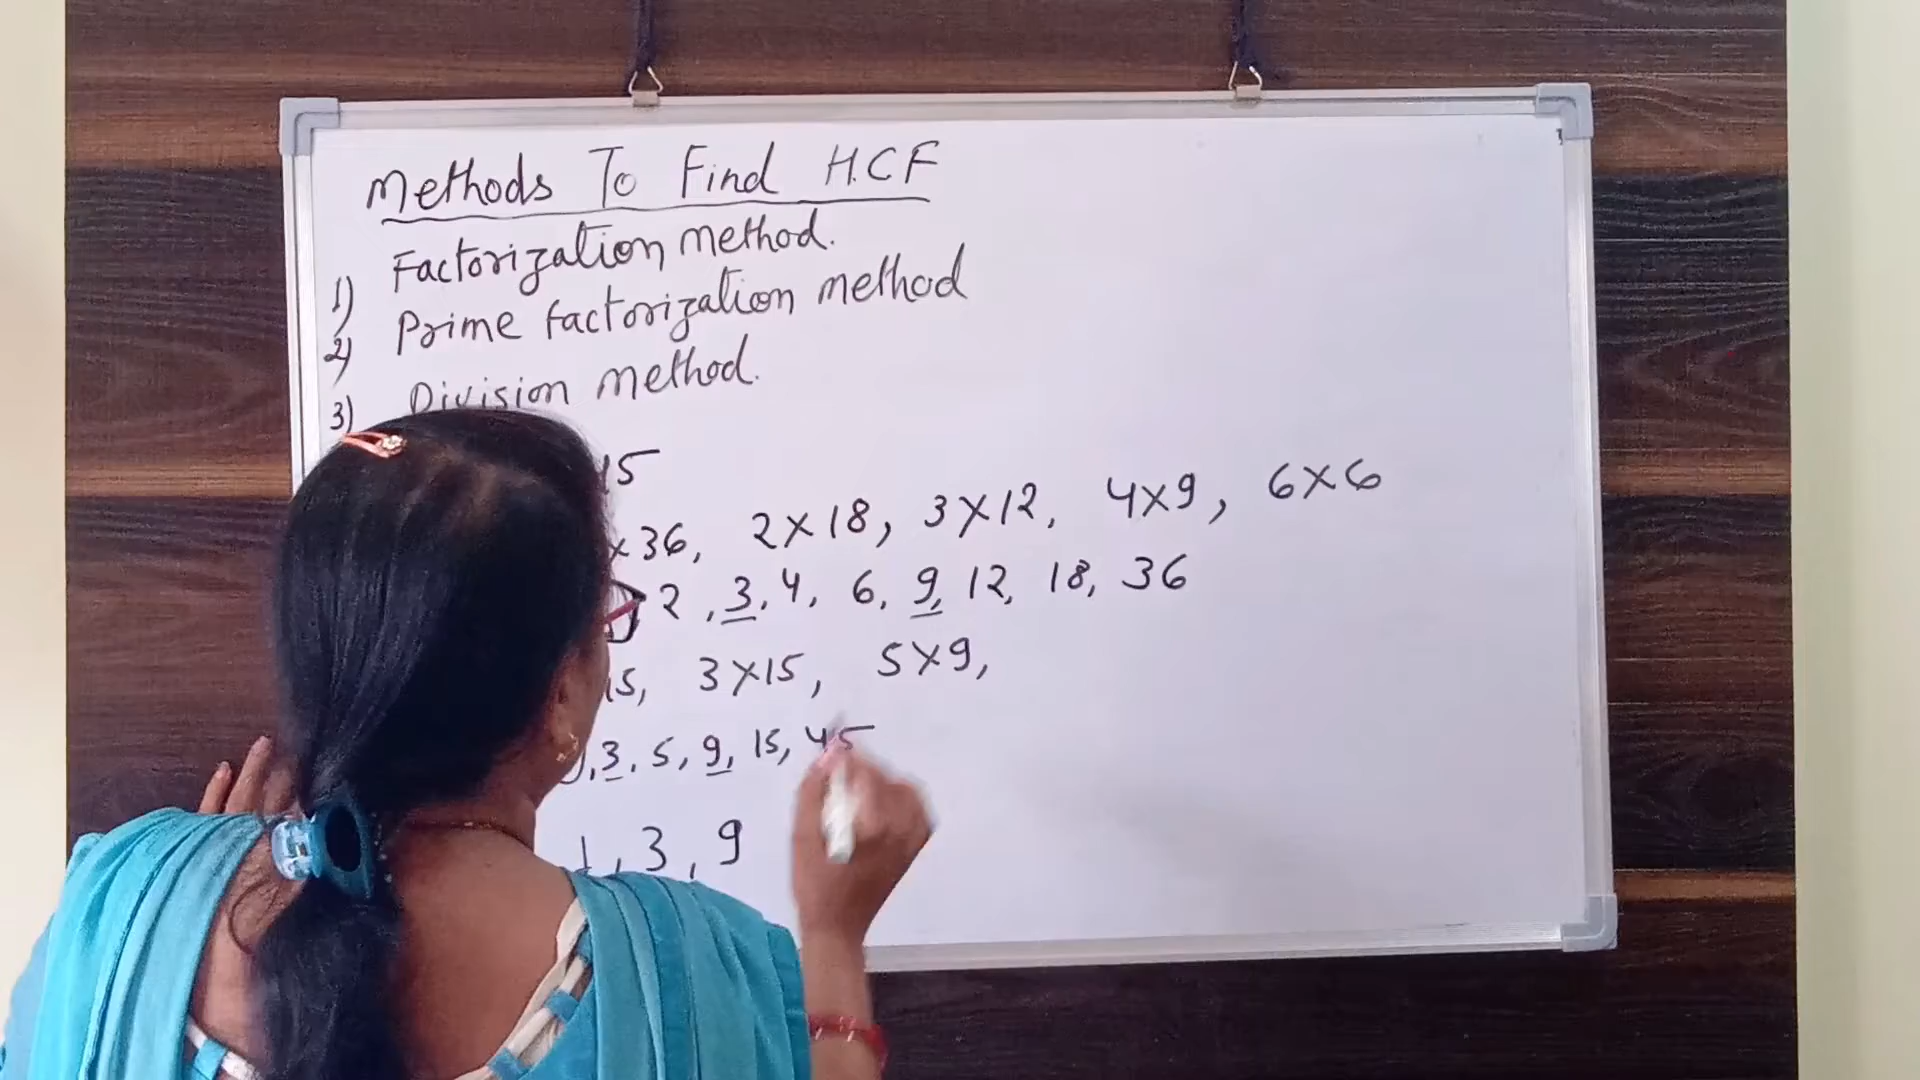 Methods To Find H.C.F
1) Factorization method.
2) Prime factorization method
3) Division method.
15
x 36, 2 x 18, 3 x 12, 4 x 9, 6 x 6
2, 3, 4, 6, 9, 12, 18, 36
15, 3 x 15, 5 x 9,
, 3, 5, 9, 15, 45
1, 3, 9